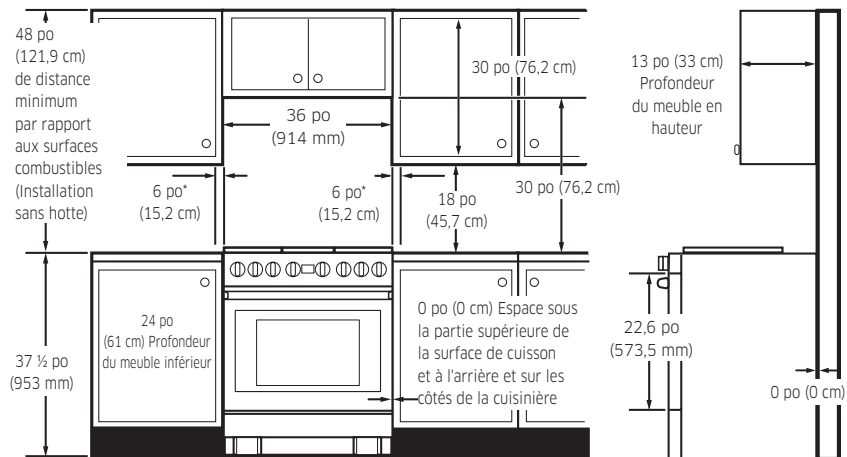 48 po
(121,9 cm)
de distance
minimum
par rapport
aux surfaces
combustibles
(Installation
sans hotte)
36 po
(914 mm)
30 po (76,2 cm)
13 po (33 cm)
Profondeur
du meuble en
hauteur
6 po*
(15,2 cm)
6 po*
(15,2 cm)
18 po
(45,7 cm)
30 po (76,2 cm)
37 ½ po
(953 mm)
24 po
(61 cm) Profondeur
du meuble inférieur
0 po (0 cm) Espace sous
la partie supérieure de
la surface de cuisson
et à l'arrière et sur les
côtés de la cuisinière
22,6 po
(573,5 mm)
0 po (0 cm)